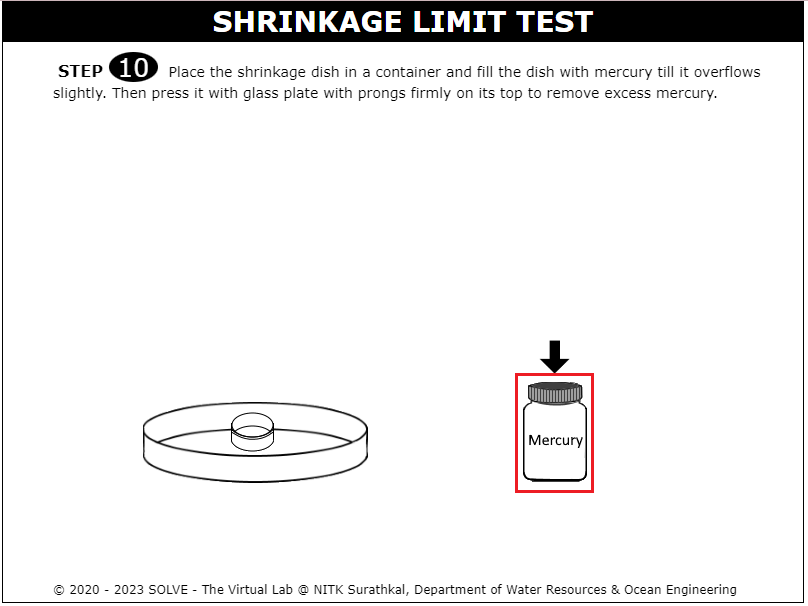 SHRINKAGE LIMIT TEST
STEP 10 Place the shrinkage dish in a container and fill the dish with mercury till it overflows
slightly. Then press it with glass plate with prongs firmly on its top to remove excess mercury.
Mercury
© 2020 - 2023 SOLVE - The Virtual Lab @ NITK Surathkal, Department of Water Resources & Ocean Engineering